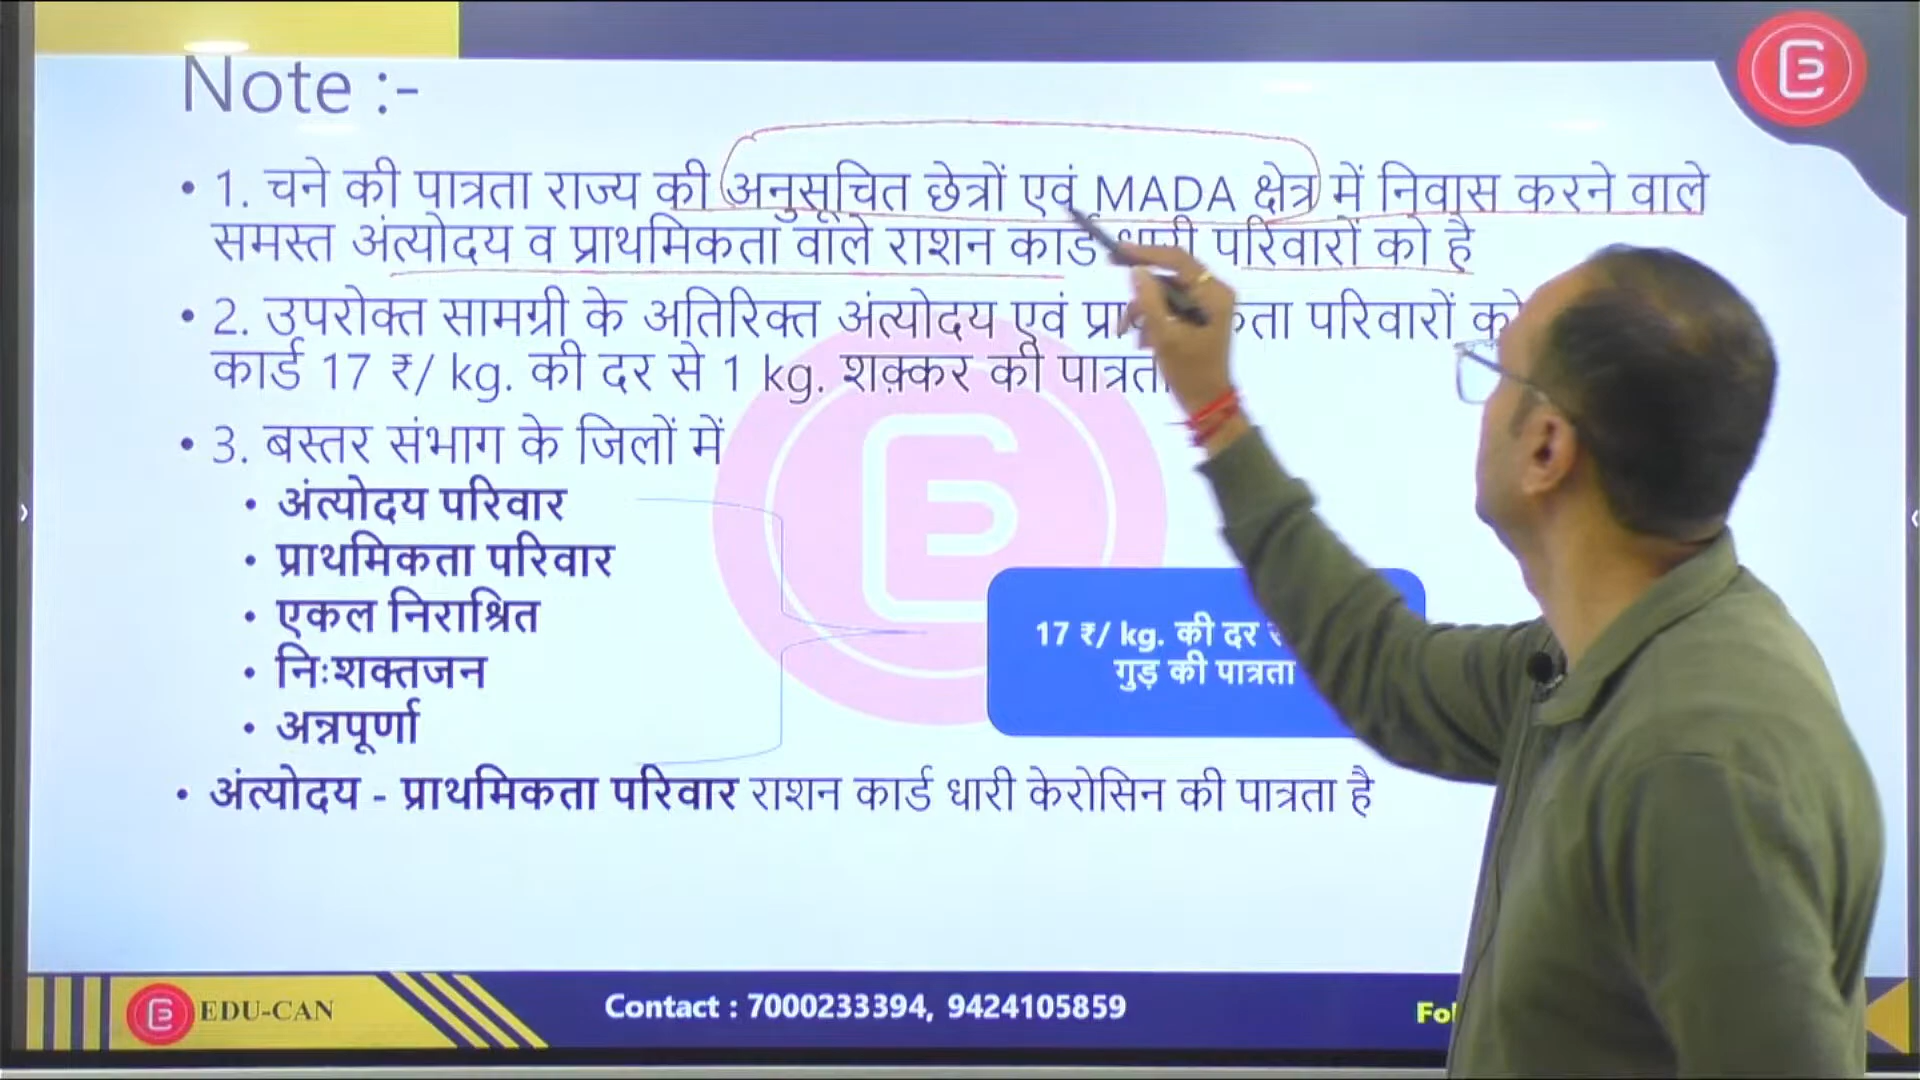 Note :-
• 1. चने की पात्रता राज्य की अनुसूचित छेत्रों एवं MADA क्षेत्र में निवास करने वाले
समस्त अंत्योदय व प्राथमिकता वाले राशन कार्ड धारी परिवारों को है
• 2. उपरोक्त सामग्री के अतिरिक्त अंत्योदय एवं परिवारों को
कार्ड 17 ₹/ kg. की दर से 1 kg. शक़्कर की पात्रता
• 3. बस्तर संभाग के जिलों में
• अंत्योदय परिवार
• प्राथमिकता परिवार
• एकल निराश्रित
• निःशक्तजन
• अन्नपूर्णा
17 ₹/ kg. की दर
गुड़ की पात्रता
• अंत्योदय - प्राथमिकता परिवार राशन कार्ड धारी केरोसिन की पात्रता है
EDU-CAN
Contact : 7000233394, 9424105859